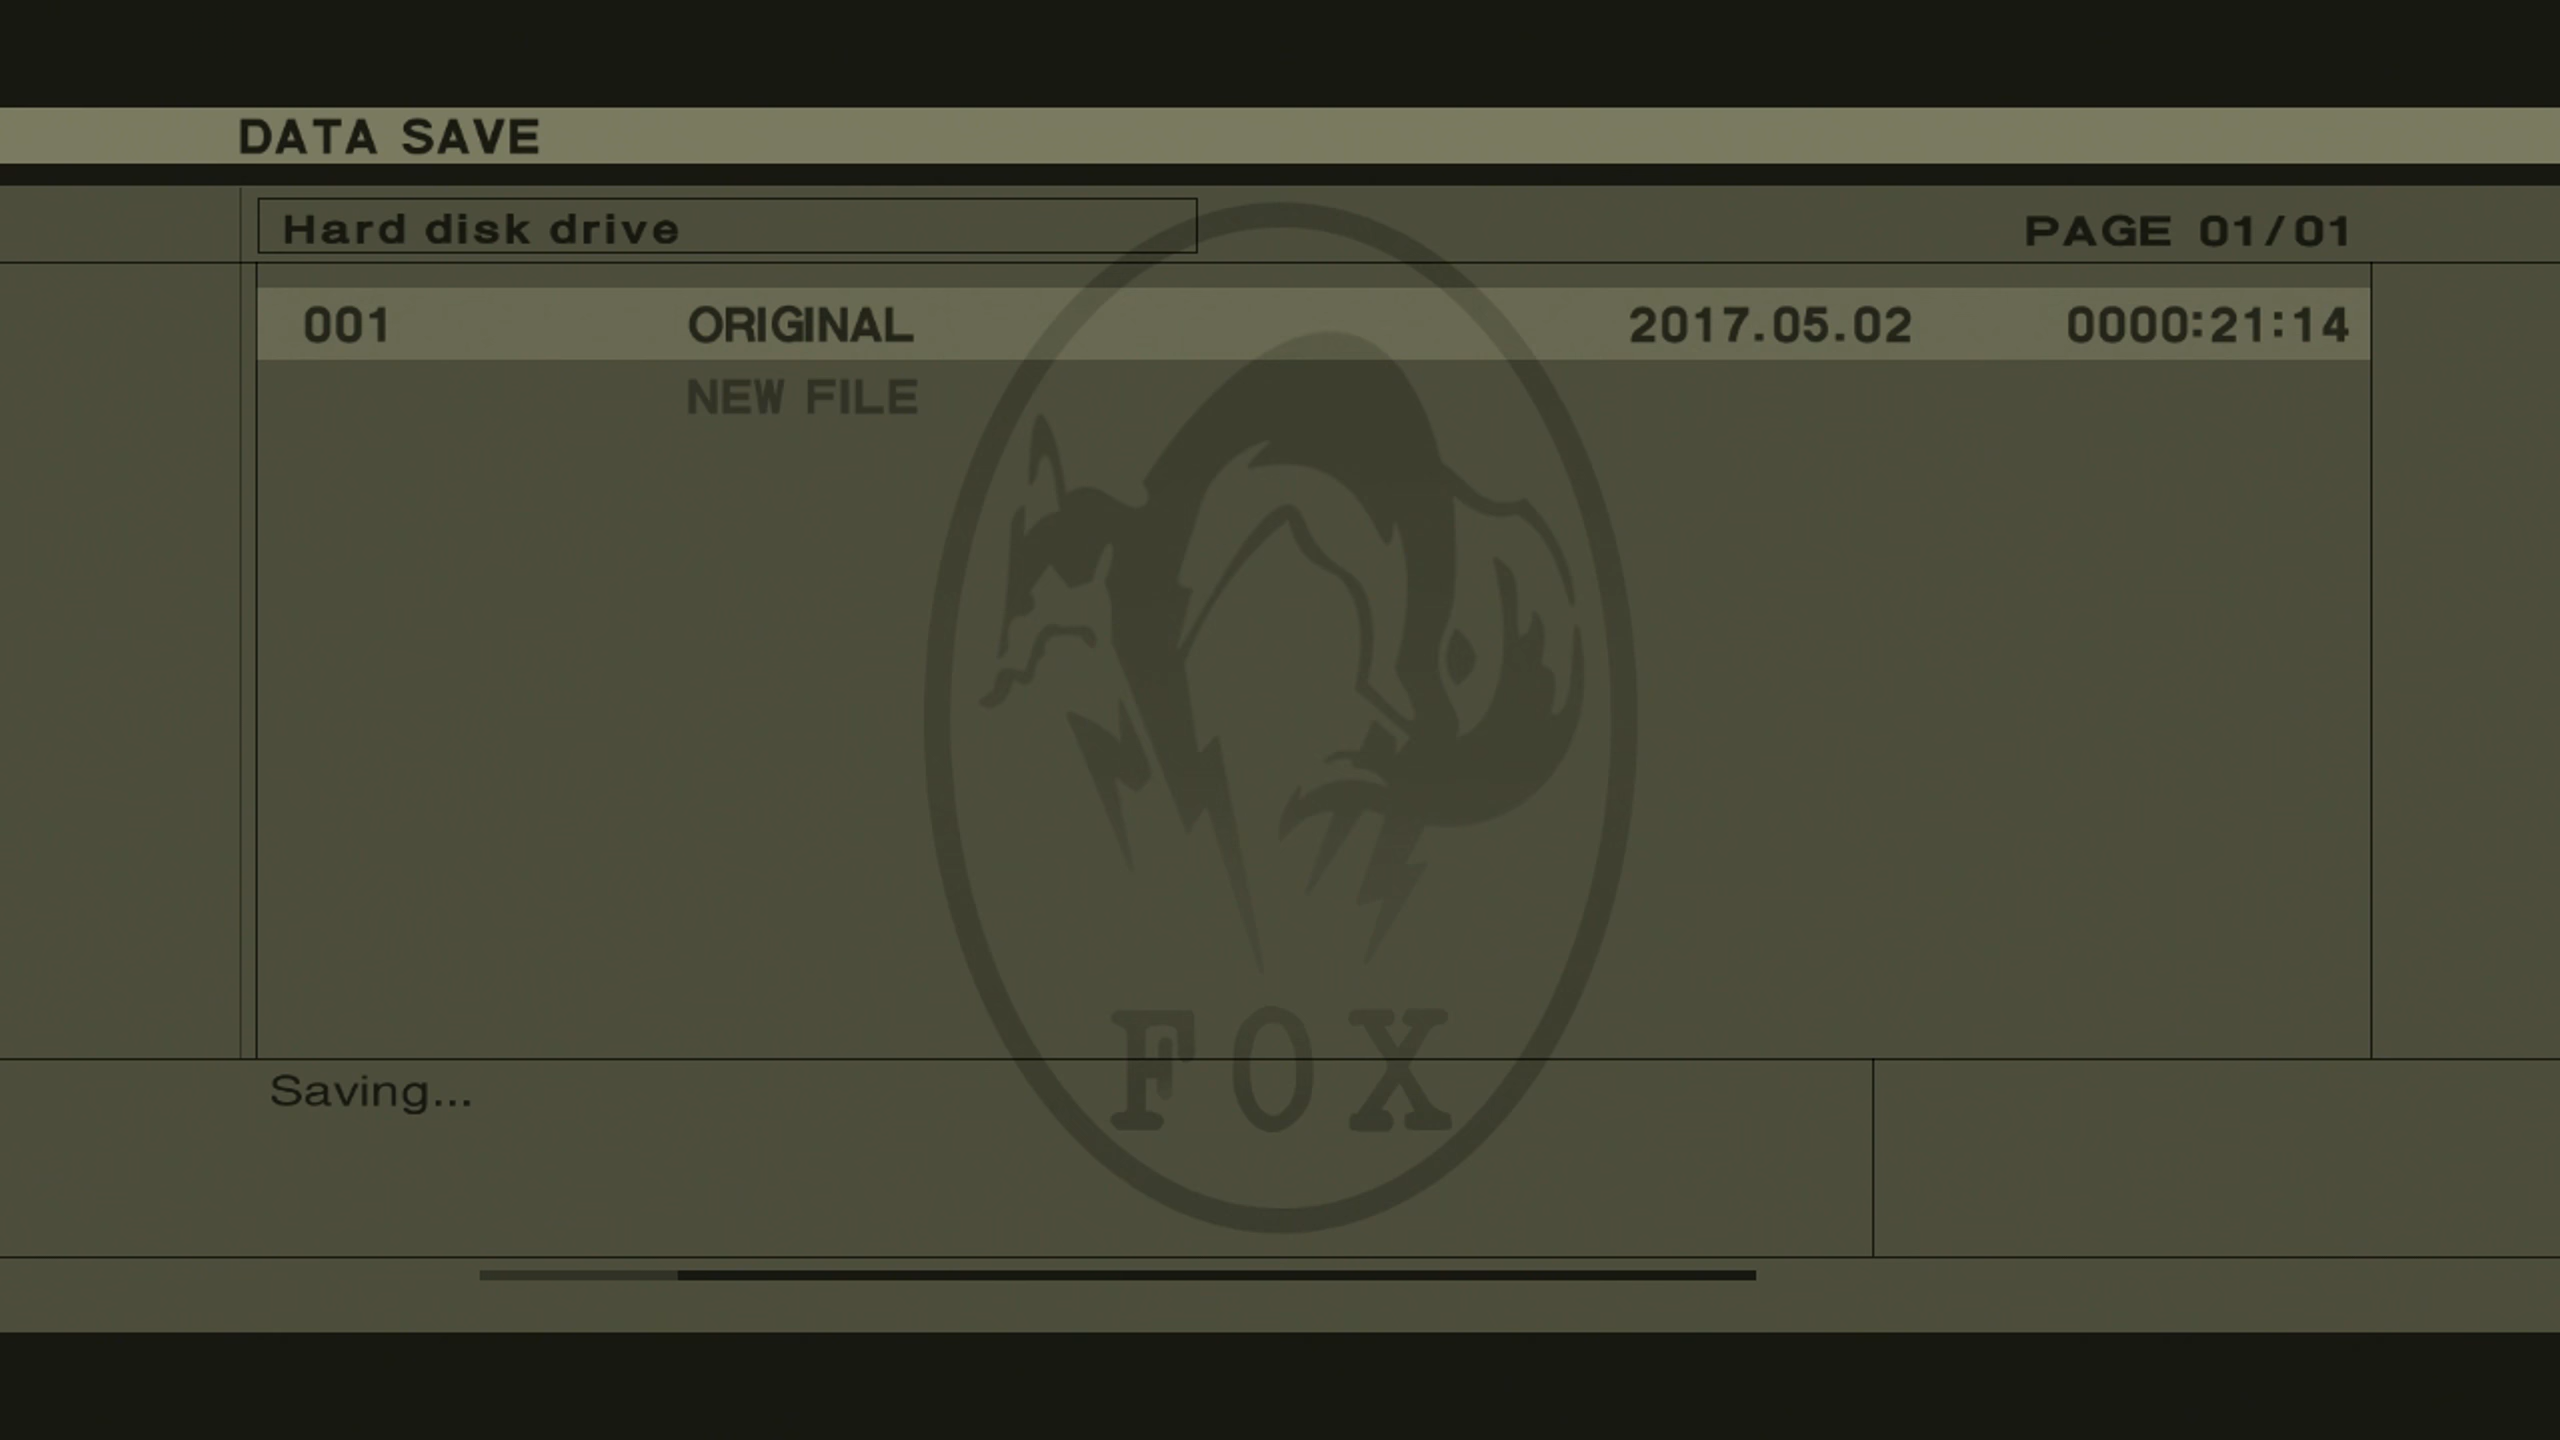 DATA SAVE
Hard disk drive
PAGE 01/01
001 ORIGINAL 2017.05.02 0000:21:14
NEW FILE
FOX
Saving...